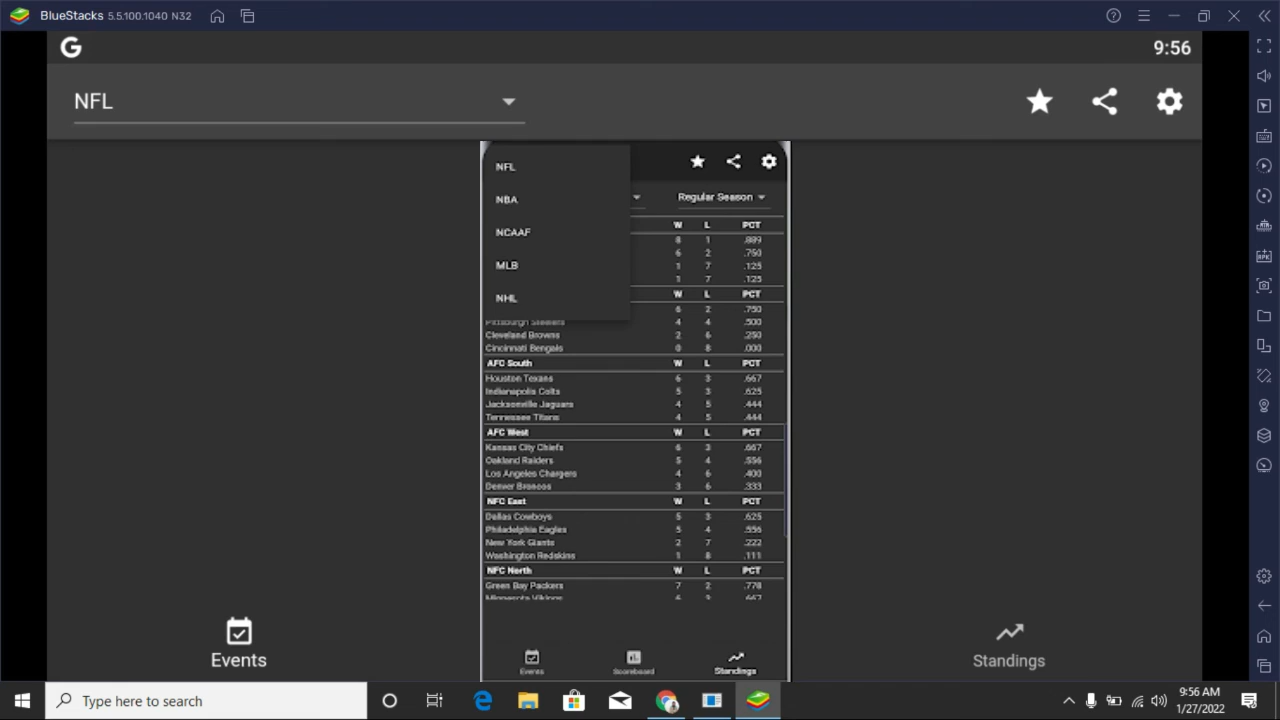 BlueStacks 5.5.100.1040 N32
G 9:56
NFL
NFL
NBA Regular Season
NCAAF W L PCT
8 1 .889
6 2 .750
MLB 1 7 .125
1 7 .125
NHL W L PCT
6 2 .750
Pittsburgh Steelers 4 4 .500
Cleveland Browns 2 6 .250
Cincinnati Bengals 0 8 .000
AFC South W L PCT
Houston Texans 6 3 .667
Indianapolis Colts 5 3 .625
Jacksonville Jaguars 4 5 .444
Tennessee Titans 4 5 .444
AFC West W L PCT
Kansas City Chiefs 6 3 .667
Oakland Raiders 5 4 .556
Los Angeles Chargers 4 6 .400
Denver Broncos 3 6 .333
NFC East W L PCT
Dallas Cowboys 5 3 .625
Philadelphia Eagles 5 4 .556
New York Giants 2 7 .222
Washington Redskins 1 8 .111
NFC North W L PCT
Green Bay Packers 7 2 .778
Minnesota Vikings 6 3 .667
Events Scoreboard Standings
Events Standings
Type here to search
9:56 AM
1/27/2022